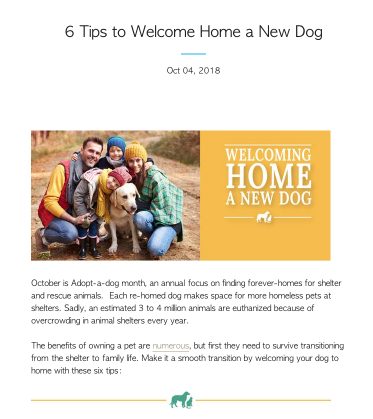 6 Tips to Welcome Home a New Dog
Oct 04, 2018
WELCOMING
HOME
A NEW DOG
October is Adopt-a-dog month, an annual focus on finding forever-homes for shelter
and rescue animals.  Each re-homed dog makes space for more homeless pets at
shelters. Sadly, an estimated 3 to 4 million animals are euthanized because of
overcrowding in animal shelters every year.
The benefits of owning a pet are numerous, but first they need to survive transitioning
from the shelter to family life. Make it a smooth transition by welcoming your dog to
home with these six tips: